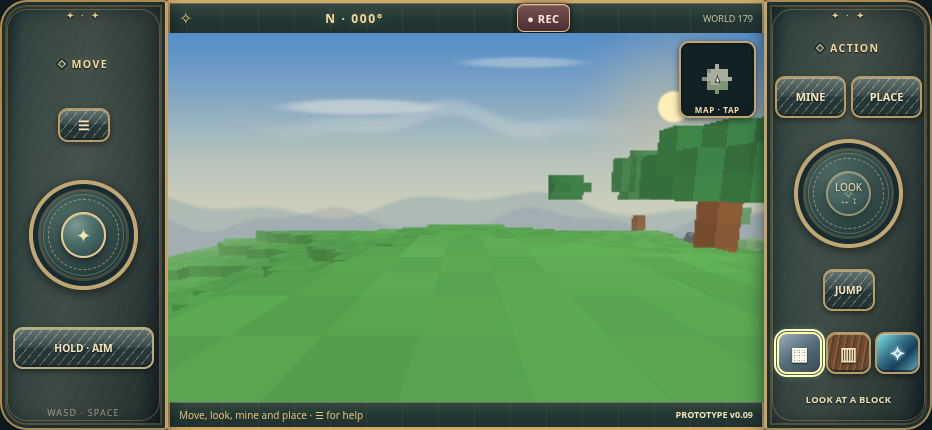 MOVE
HOLD · AIM
WASD · SPACE
N · 000°
● REC
WORLD 179
MAP · TAP
Move, look, mine and place · ☰ for help
PROTOTYPE v0.09
ACTION
MINE
PLACE
LOOK
↔ ↕
JUMP
LOOK AT A BLOCK